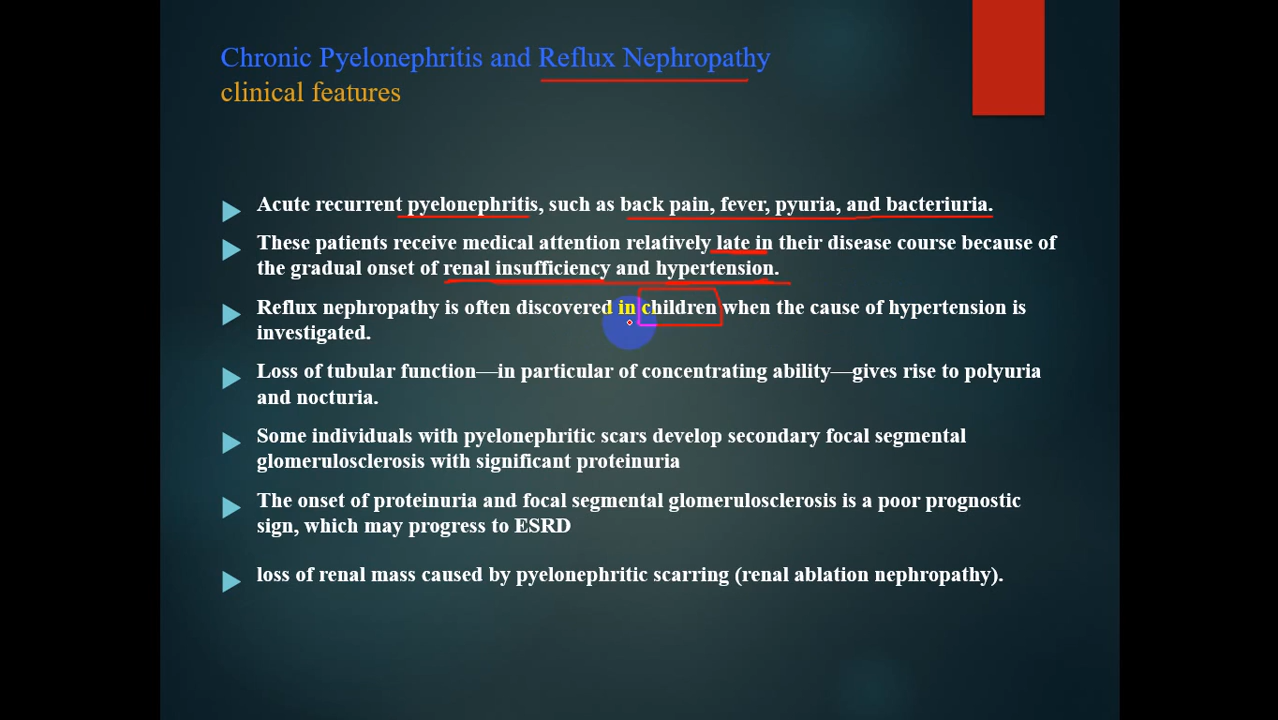 Chronic Pyelonephritis and Reflux Nephropathy
clinical features
Acute recurrent pyelonephritis, such as back pain, fever, pyuria, and bacteriuria.
These patients receive medical attention relatively late in their disease course because of
the gradual onset of renal insufficiency and hypertension.
Reflux nephropathy is often discovered in children when the cause of hypertension is
investigated.
Loss of tubular function—in particular of concentrating ability—gives rise to polyuria
and nocturia.
Some individuals with pyelonephritic scars develop secondary focal segmental
glomerulosclerosis with significant proteinuria
The onset of proteinuria and focal segmental glomerulosclerosis is a poor prognostic
sign, which may progress to ESRD
loss of renal mass caused by pyelonephritic scarring (renal ablation nephropathy).